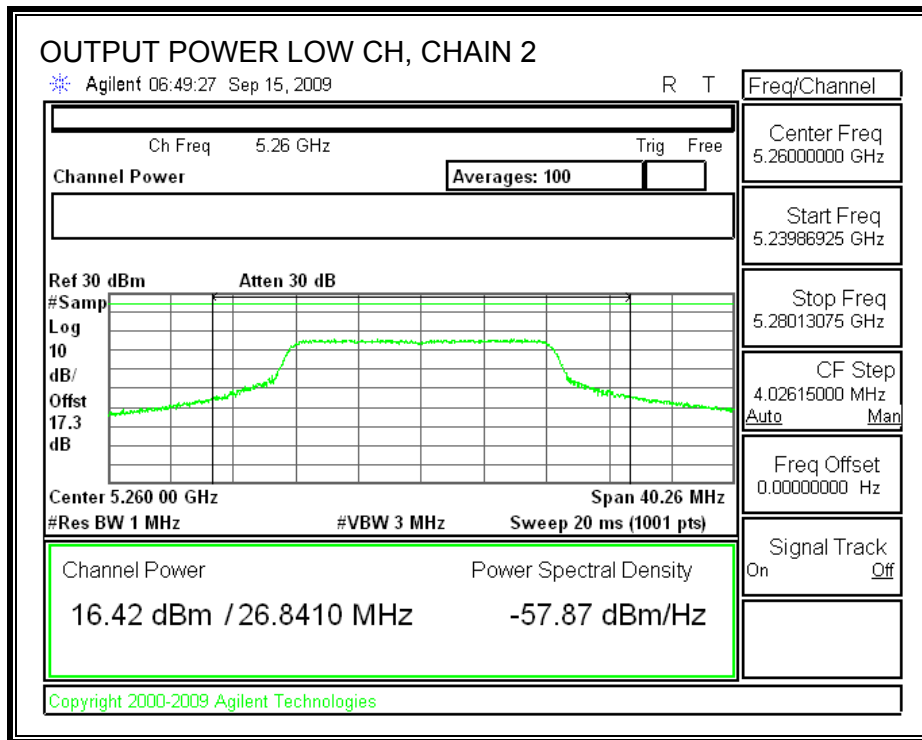 OUTPUT POWER LOW CH, CHAIN 2
Agilent 06:49:27 Sep 15, 2009 R T
Freq/Channel
Ch Freq 5.26 GHz Trig Free
Channel Power Averages: 100
Center Freq
5.26000000 GHz
Start Freq
5.23986925 GHz
Stop Freq
5.28013075 GHz
CF Step
4.02615000 MHz
Auto Man
Freq Offset
0.00000000 Hz
Signal Track
On Off
Ref 30 dBm Atten 30 dB
#Samp
Log
10
dB/
Offst
17.3
dB
Center 5.260 00 GHz Span 40.26 MHz
#Res BW 1 MHz #VBW 3 MHz Sweep 20 ms (1001 pts)
Channel Power Power Spectral Density
16.42 dBm / 26.8410 MHz -57.87 dBm/Hz
Copyright 2000-2009 Agilent Technologies